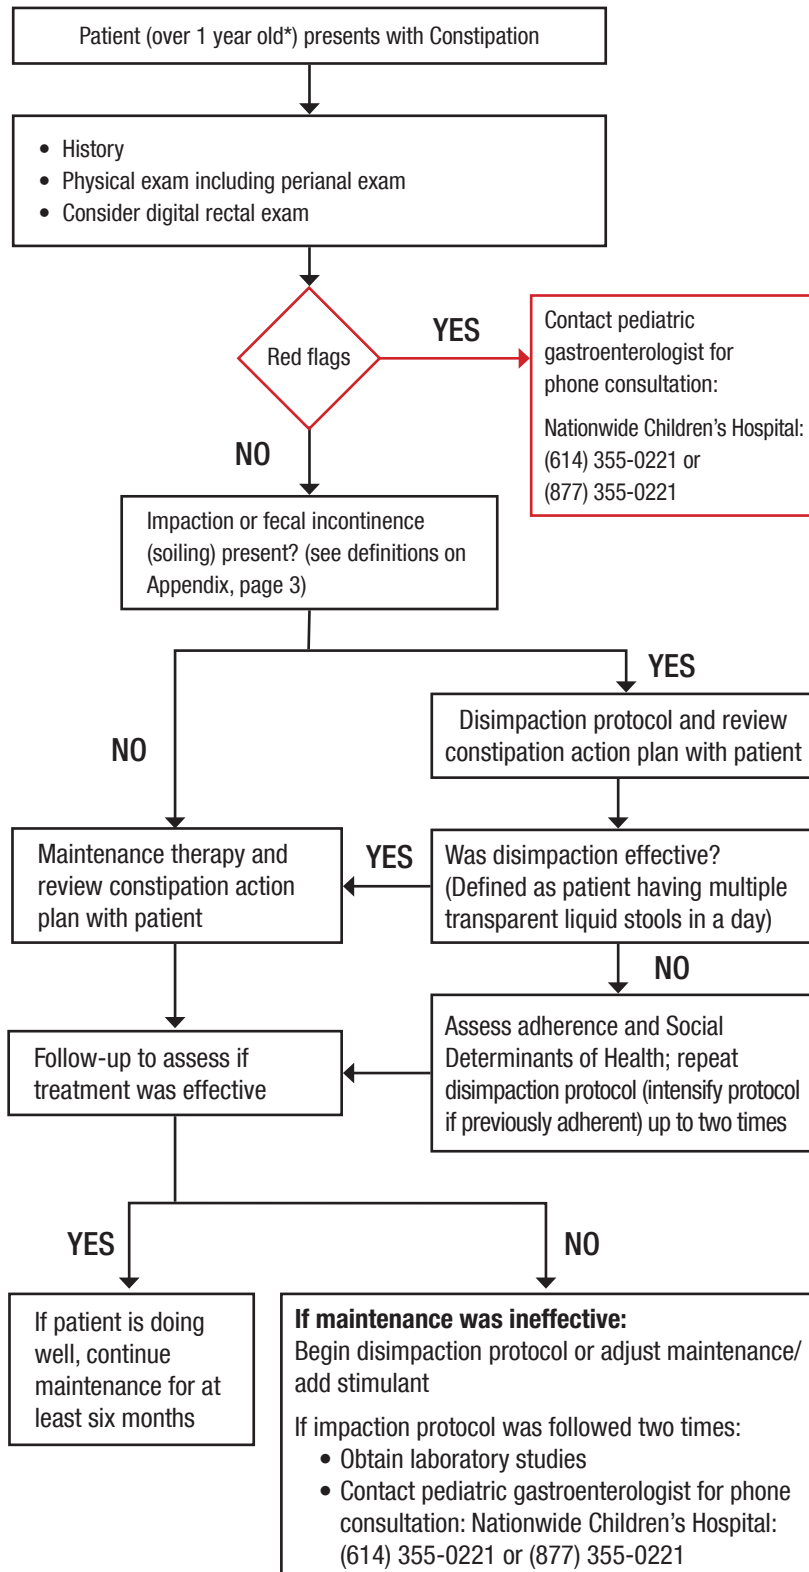 Patient (over 1 year old*) presents with Constipation
• History
• Physical exam including perianal exam
• Consider digital rectal exam
Red flags
YES
Contact pediatric
gastroenterologist for
phone consultation:
Nationwide Children's Hospital:
(614) 355-0221 or
(877) 355-0221
NO
Impaction or fecal incontinence
(soiling) present? (see definitions on
Appendix, page 3)
YES
Disimpaction protocol and review
constipation action plan with patient
NO
Maintenance therapy and
review constipation action
plan with patient
YES
Was disimpaction effective?
(Defined as patient having multiple
transparent liquid stools in a day)
NO
Assess adherence and Social
Determinants of Health; repeat
disimpaction protocol (intensify protocol
if previously adherent) up to two times
Follow-up to assess if
treatment was effective
YES
If patient is doing
well, continue
maintenance for at
least six months
NO
If maintenance was ineffective:
Begin disimpaction protocol or adjust maintenance/
add stimulant
If impaction protocol was followed two times:
• Obtain laboratory studies
• Contact pediatric gastroenterologist for phone
consultation: Nationwide Children's Hospital:
(614) 355-0221 or (877) 355-0221